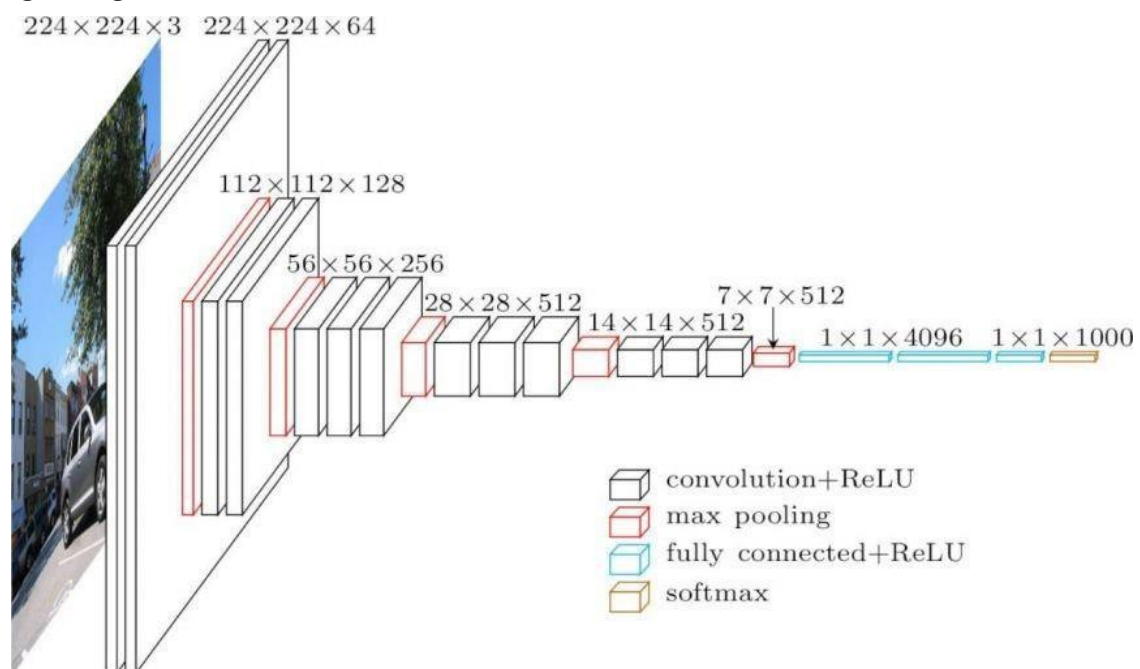 224×224×3
224×224×64
112×112×128
56×56×256
28×28×512
14×14×512
7×7×512
1×1×4096
1×1×1000
convolution+ReLU
max pooling
fully connected+ReLU
softmax